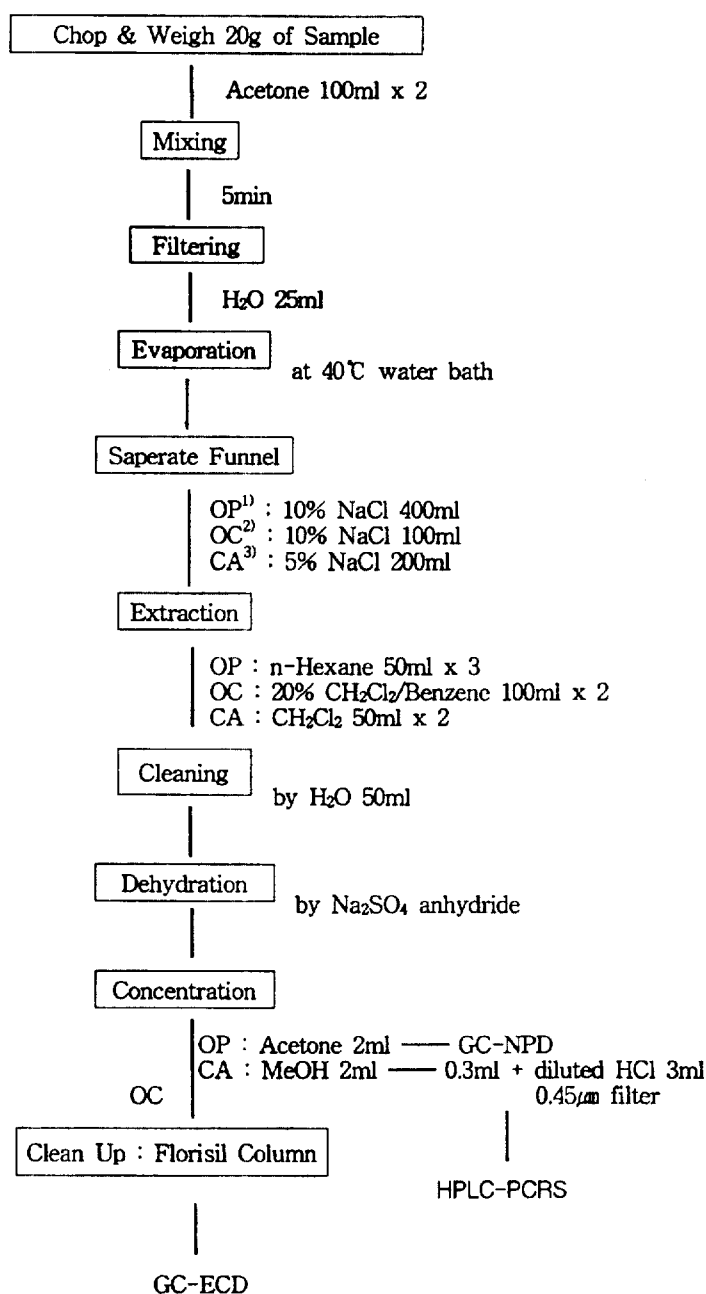 Chop & Weigh 20g of Sample
Acetone 100ml x 2
Mixing
5min
Filtering
H₂O 25ml
Evaporation
at 40℃ water bath
Saperate Funnel
OP¹⁾ : 10% NaCl 400ml
OC²⁾ : 10% NaCl 100ml
CA³⁾ : 5% NaCl 200ml
Extraction
OP : n-Hexane 50ml x 3
OC : 20% CH₂Cl₂/Benzene 100ml x 2
CA : CH₂Cl₂ 50ml x 2
Cleaning
by H₂O 50ml
Dehydration
by Na₂SO₄ anhydride
Concentration
OP : Acetone 2ml — GC-NPD
CA : MeOH 2ml — 0.3ml + diluted HCl 3ml
OC
0.45㎛ filter
Clean Up : Florisil Column
HPLC-PCRS
GC-ECD